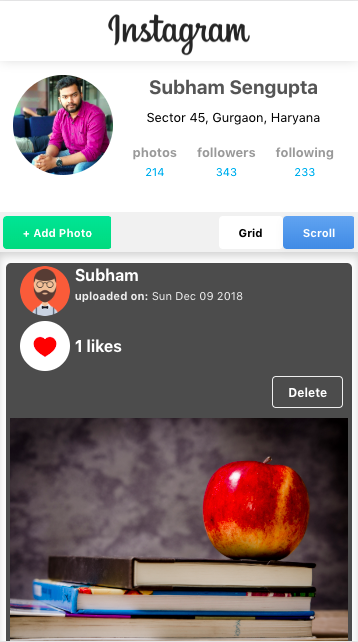 Instagram
Subham Sengupta
Sector 45, Gurgaon, Haryana
photos followers following
214 343 233
+ Add Photo Grid Scroll
Subham
uploaded on: Sun Dec 09 2018
1 likes
Delete